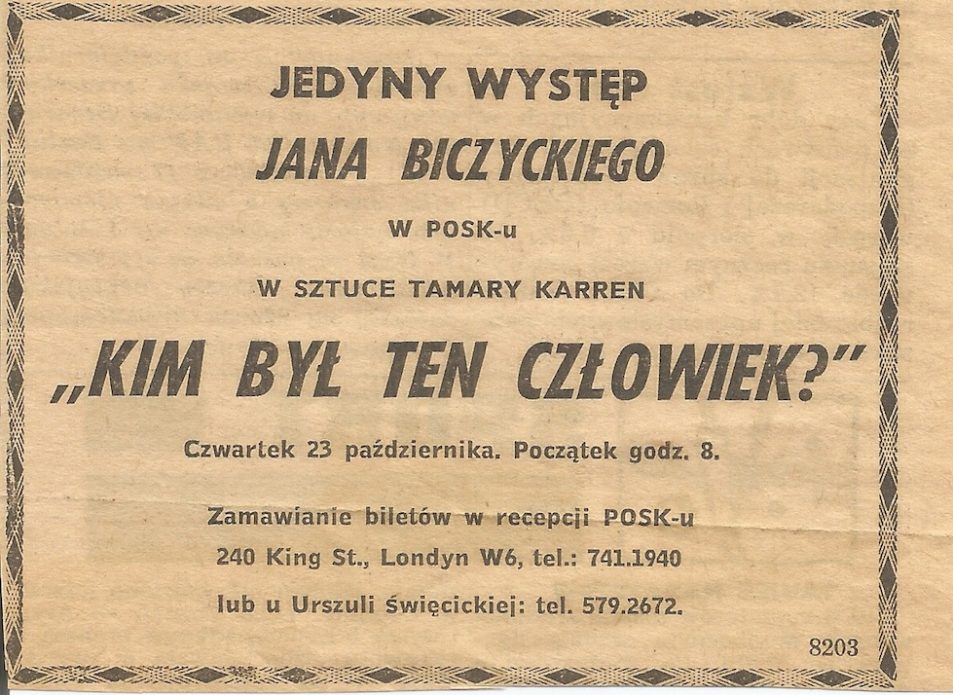 JEDYNY WYSTĘP
JANA BICZYCKIEGO
W POSK-u
W SZTUCE TAMARY KARREN
„KIM BYŁ TEN CZŁOWIEK?”
Czwartek 23 października. Początek godz. 8.
Zamawianie biletów w recepcji POSK-u
240 King St., Londyn W6, tel.: 741.1940
lub u Urszuli święcickiej: tel. 579.2672.
8203